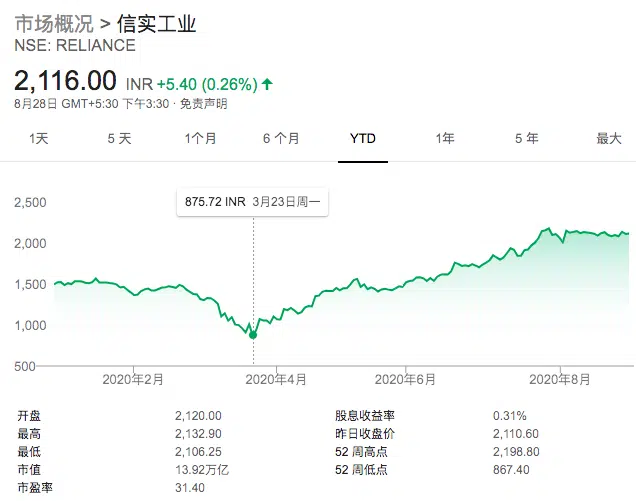 市场概况 > 信实工业
NSE: RELIANCE
2,116.00 INR +5.40 (0.26%)
8月28日 GMT+5:30 下午3:30 · 免责声明
1天 5 天 1个月 6 个月 YTD 1年 5 年 最大
875.72 INR 3月23日周一
2,500
2,000
1,500
1,000
500
2020年2月 2020年4月 2020年6月 2020年8月
开盘 2,120.00 股息收益率 0.31%
最高 2,132.90 昨日收盘价 2,110.60
最低 2,106.25 52 周高点 2,198.80
市值 13.92万亿 52 周低点 867.40
市盈率 31.40